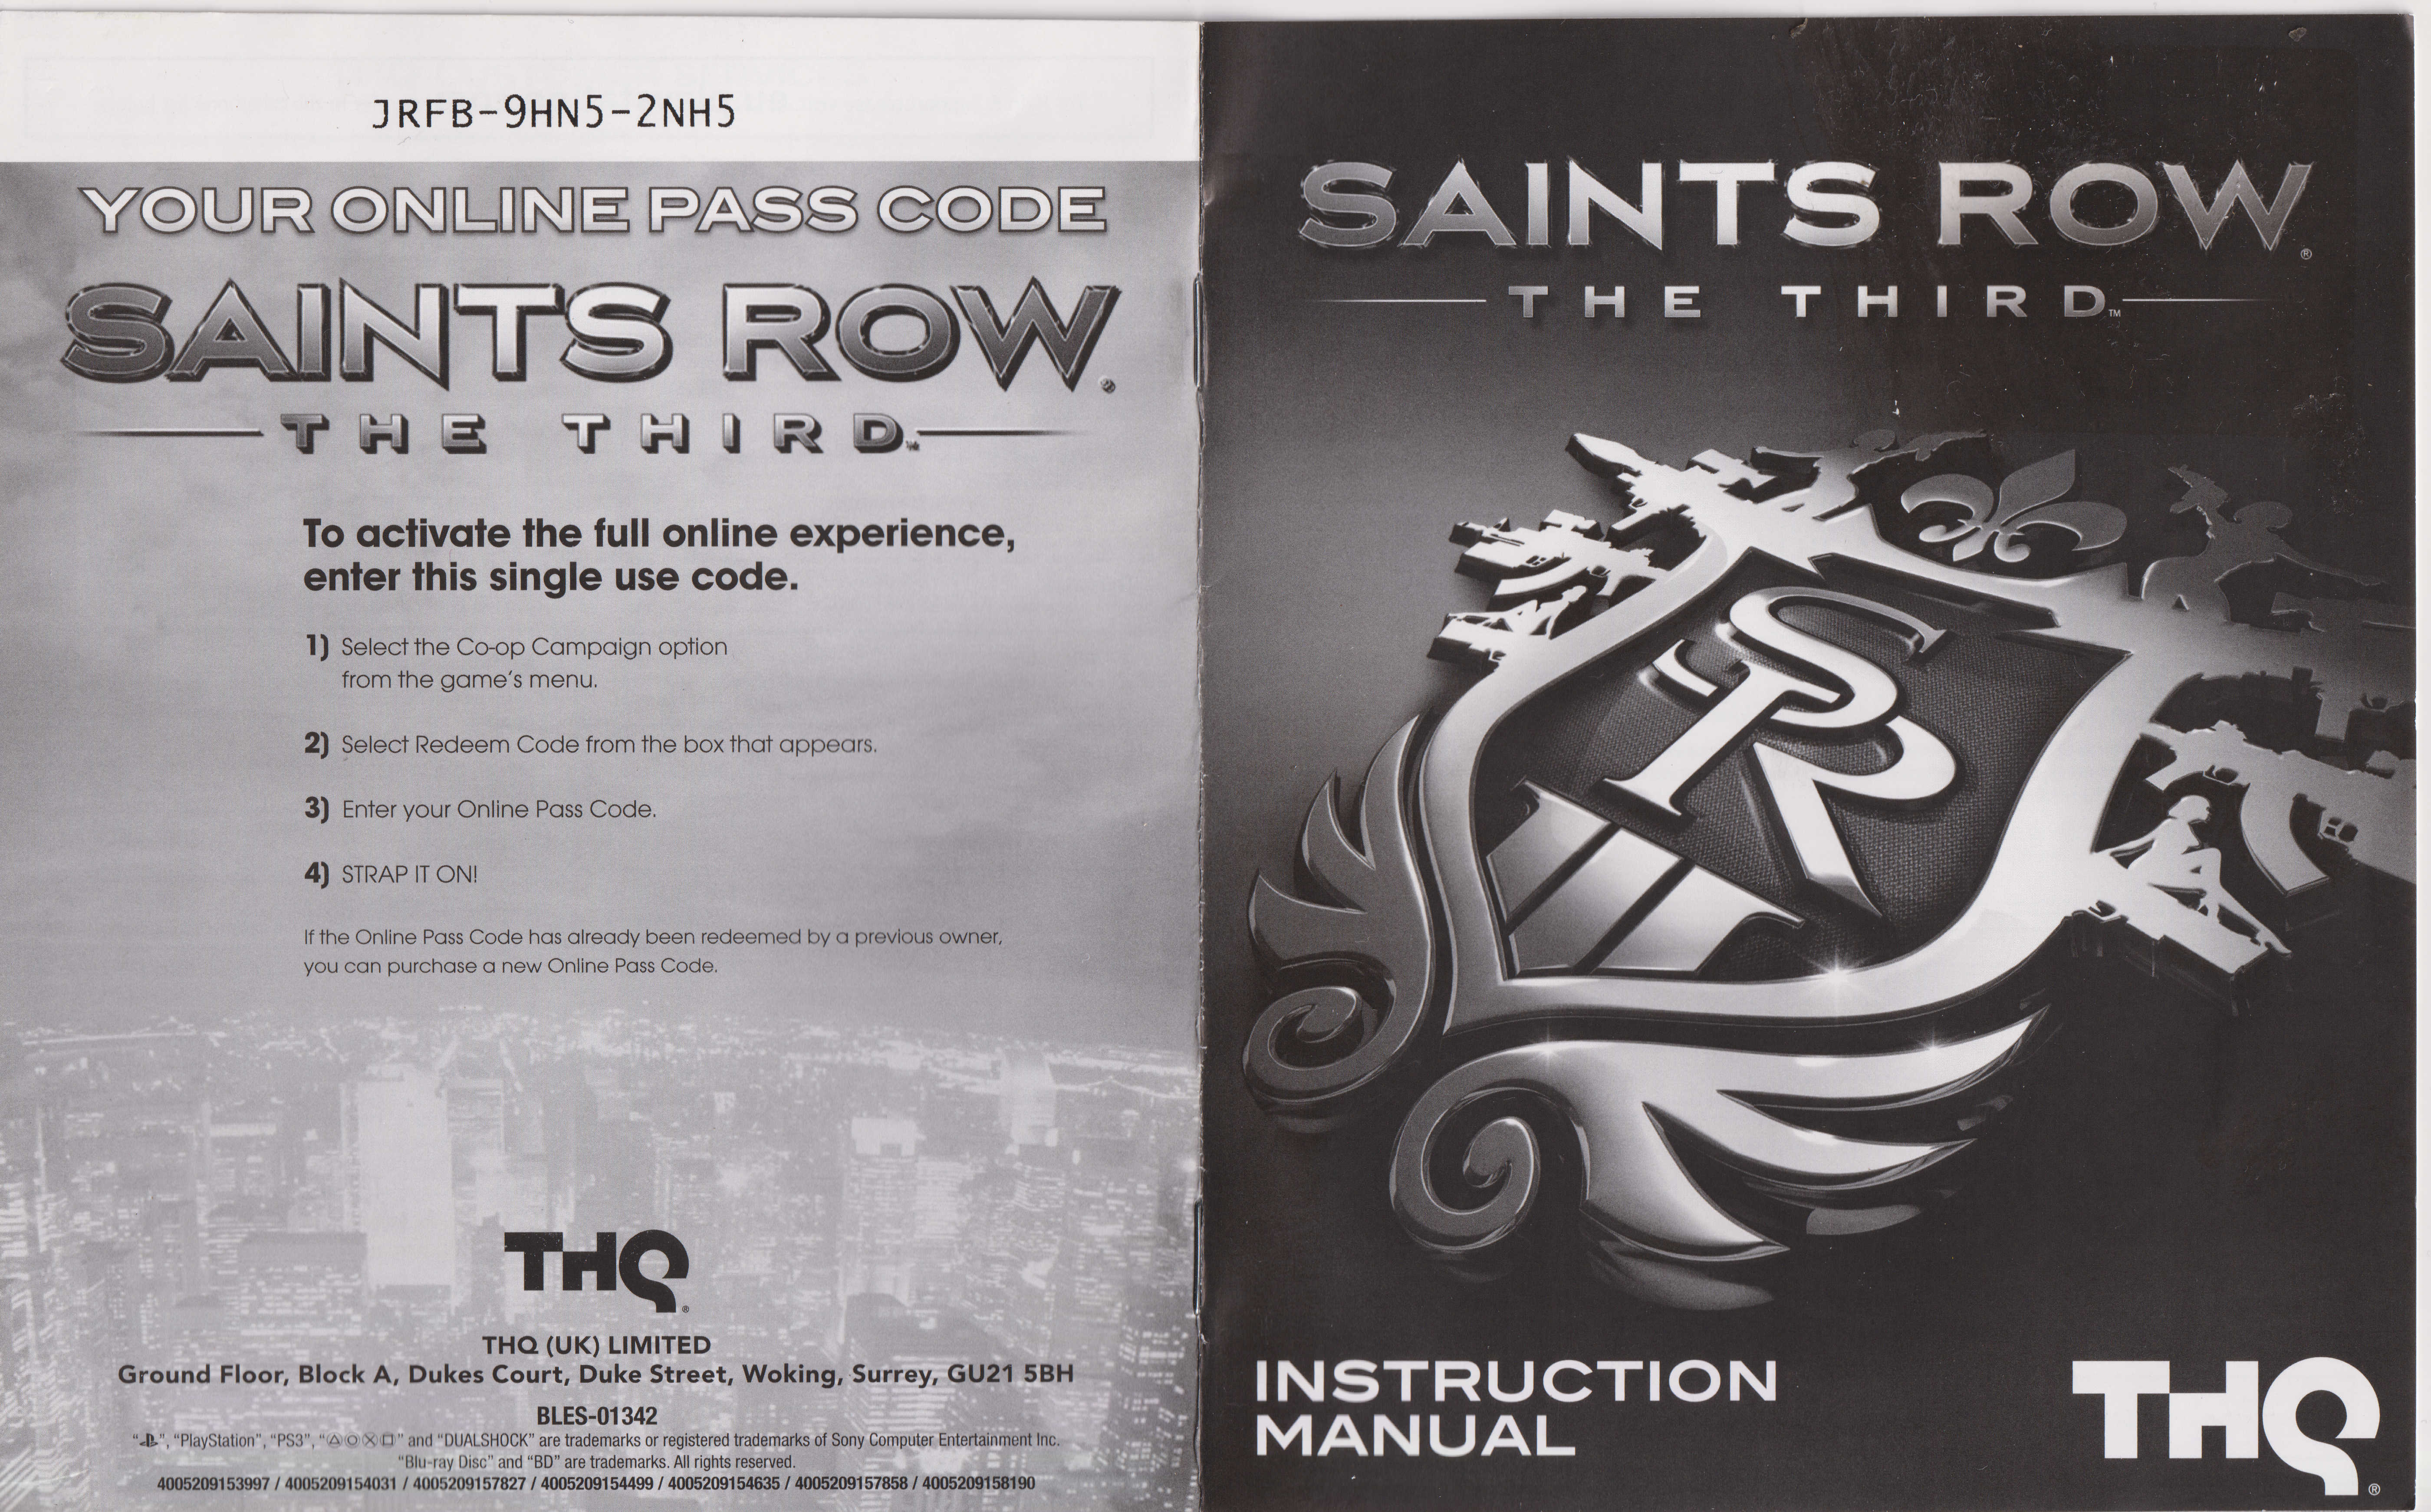 JRFB-9HN5-2NH5
YOUR ONLINE PASS CODE
SAINTS ROW®
THE THIRD™
To activate the full online experience,
enter this single use code.
1) Select the Co-op Campaign option
from the game's menu.
2) Select Redeem Code from the box that appears.
3) Enter your Online Pass Code.
4) STRAP IT ON!
If the Online Pass Code has already been redeemed by a previous owner,
you can purchase a new Online Pass Code.
THQ®
THQ (UK) LIMITED
Ground Floor, Block A, Dukes Court, Duke Street, Woking, Surrey, GU21 5BH
BLES-01342
“PS”, “PlayStation”, “PS3”, “△○✕□” and “DUALSHOCK” are trademarks or registered trademarks of Sony Computer Entertainment Inc.
“Blu-ray Disc” and “BD” are trademarks. All rights reserved.
4005209153997 / 4005209154031 / 4005209157827 / 4005209154499 / 4005209154635 / 4005209157858 / 4005209158190
SAINTS ROW®
THE THIRD™
SR
INSTRUCTION
MANUAL
THQ®